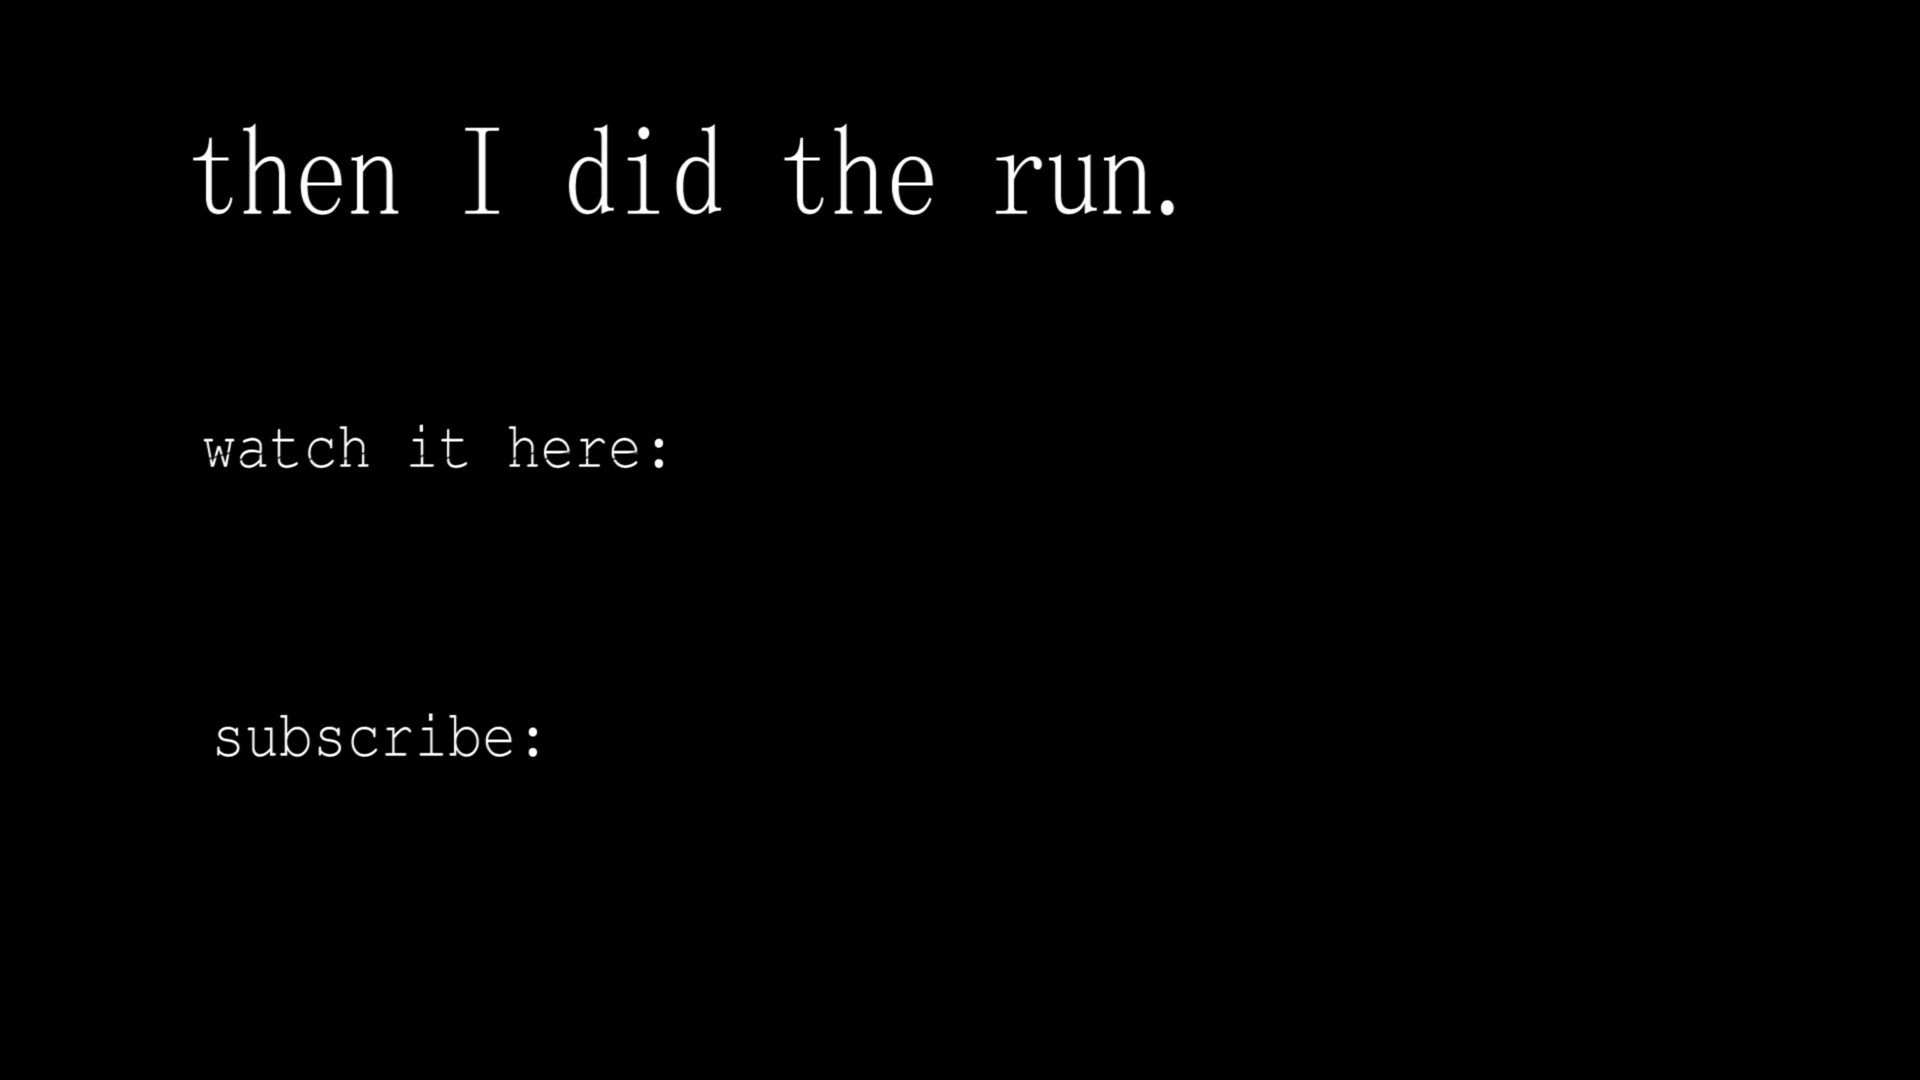 then I did the run.
watch it here:
subscribe: